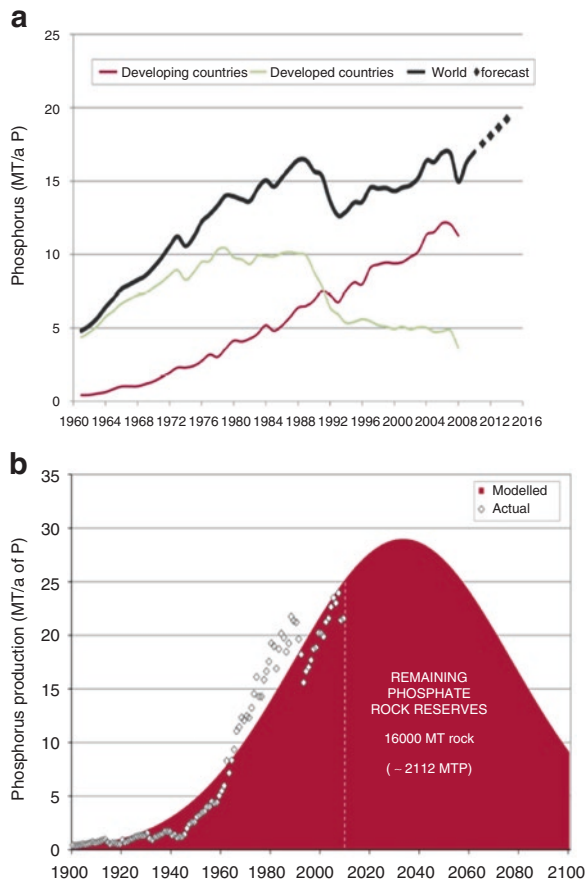 a
25
20
15
10
5
0
Phosphorus (MT/a P)
Developing countries Developed countries World forecast
1960 1964 1968 1972 1976 1980 1984 1988 1992 1996 2000 2004 2008 2012 2016
b
35
30
25
20
15
10
5
0
Phosphorus production (MT/a of P)
Modelled
Actual
REMAINING
PHOSPHATE
ROCK RESERVES
16000 MT rock
( ~ 2112 MTP)
1900 1920 1940 1960 1980 2000 2020 2040 2060 2080 2100